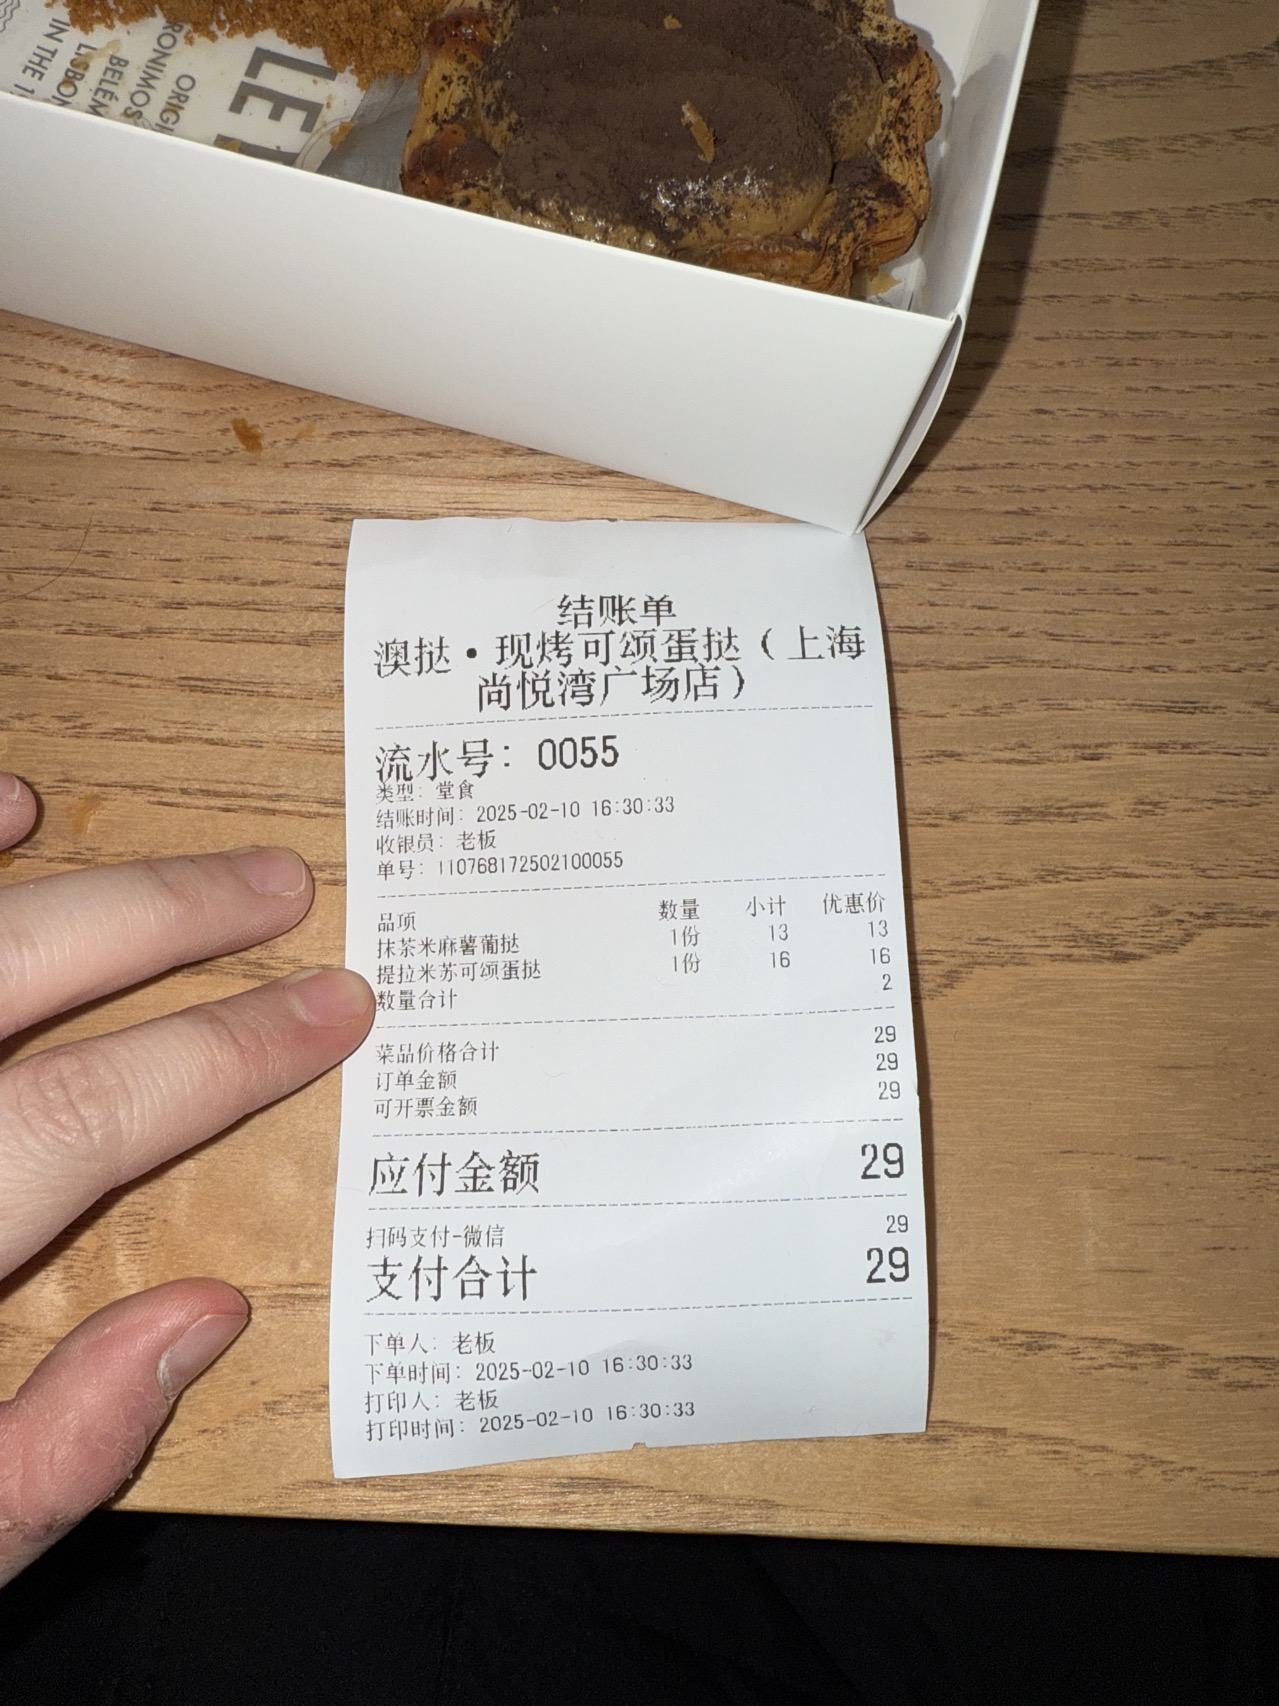 LE
ORIGI
RONIMOS
BELÉM
LISBON
IN THE 1
结账单
澳挞·现烤可颂蛋挞（上海
尚悦湾广场店）
流水号：0055
类型：堂食
结账时间：2025-02-10 16:30:33
收银员：老板
单号：110768172502100055
品项 数量 小计 优惠价
抹茶米麻薯葡挞 1份 13 13
提拉米苏可颂蛋挞 1份 16 16
数量合计 2
菜品价格合计 29
订单金额 29
可开票金额 29
应付金额 29
扫码支付-微信 29
支付合计 29
下单人：老板
下单时间：2025-02-10 16:30:33
打印人：老板
打印时间：2025-02-10 16:30:33